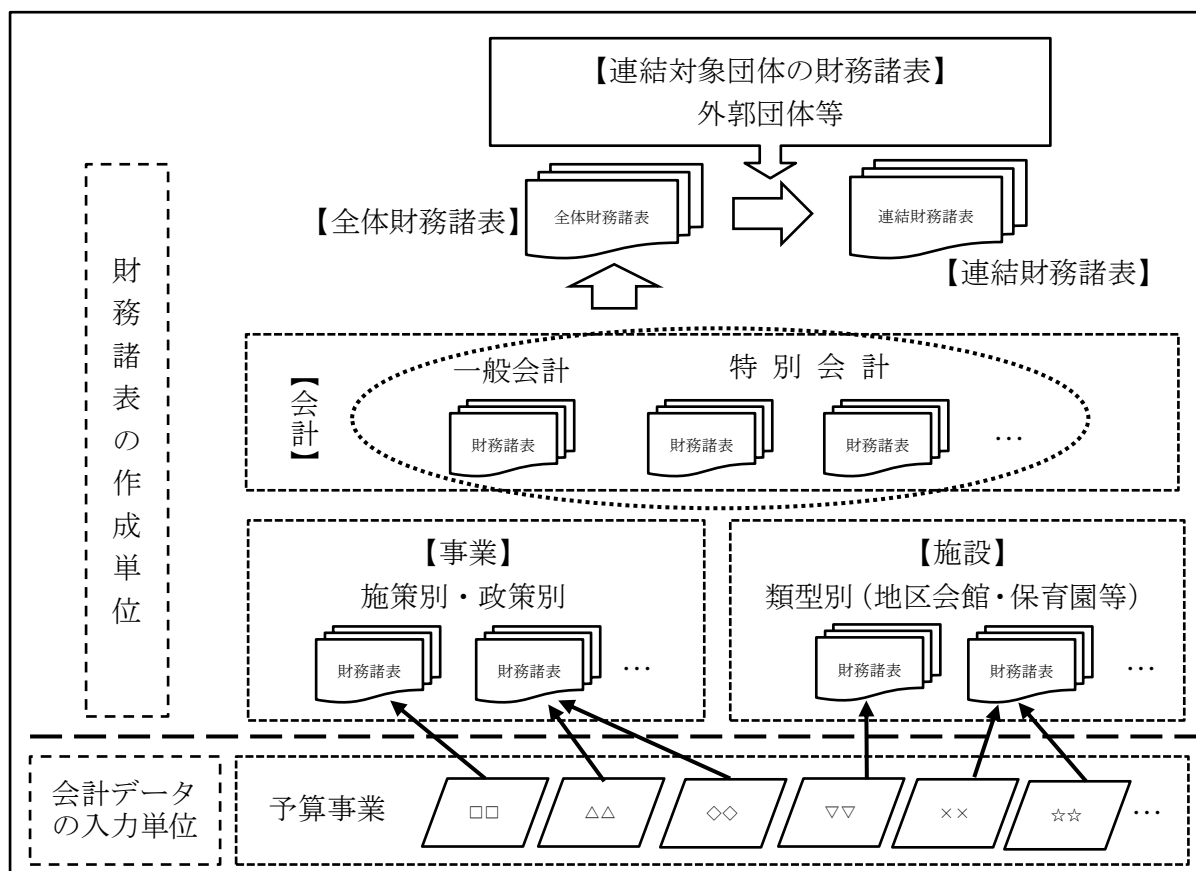 【連結対象団体の財務諸表】
外郭団体等
【全体財務諸表】
全体財務諸表
連結財務諸表
【連結財務諸表】
財務諸表の作成単位
【会計】
一般会計
特別会計
財務諸表
財務諸表
財務諸表
…
【事業】
施策別・政策別
財務諸表
財務諸表
…
【施設】
類型別（地区会館・保育園等）
財務諸表
財務諸表
…
会計データ
の入力単位
予算事業
□□
△△
◇◇
▽▽
××
☆☆
…